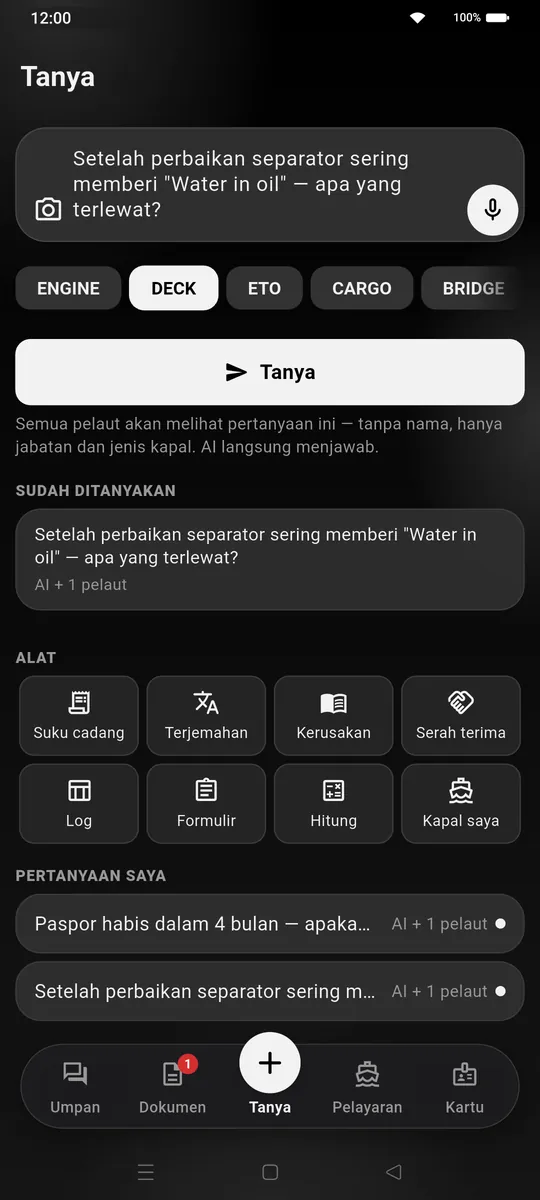 12:00
100%
Tanya
Setelah perbaikan separator sering
memberi "Water in oil" — apa yang
terlewat?
ENGINE
DECK
ETO
CARGO
BRIDGE
Tanya
Semua pelaut akan melihat pertanyaan ini — tanpa nama, hanya
jabatan dan jenis kapal. AI langsung menjawab.
SUDAH DITANYAKAN
Setelah perbaikan separator sering memberi "Water in
oil" — apa yang terlewat?
AI + 1 pelaut
ALAT
Suku cadang
Terjemahan
Kerusakan
Serah terima
Log
Formulir
Hitung
Kapal saya
PERTANYAAN SAYA
Paspor habis dalam 4 bulan — apaka...
AI + 1 pelaut
Setelah perbaikan separator sering m...
AI + 1 pelaut
Umpan
1
Dokumen
Tanya
Pelayaran
Kartu